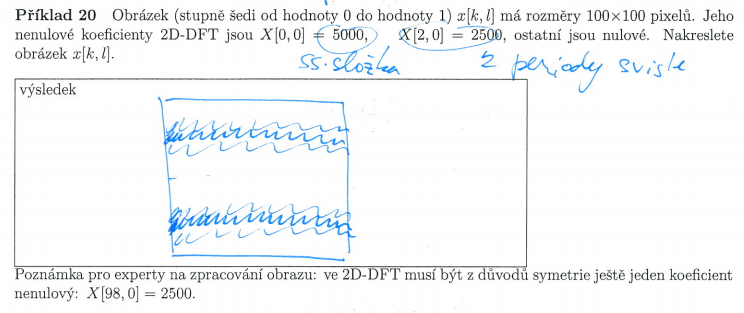 Příklad 20 Obrázek (stupně šedi od hodnoty 0 do hodnoty 1) x[k, l] má rozměry 100×100 pixelů. Jeho
nenulové koeficienty 2D-DFT jsou X[0, 0] = 5000, X[2, 0] = 2500, ostatní jsou nulové. Nakreslete
obrázek x[k, l].
ss. složka 2 periody svisle
výsledek
Poznámka pro experty na zpracování obrazu: ve 2D-DFT musí být z důvodů symetrie ještě jeden koeficient
nenulový: X[98, 0] = 2500.